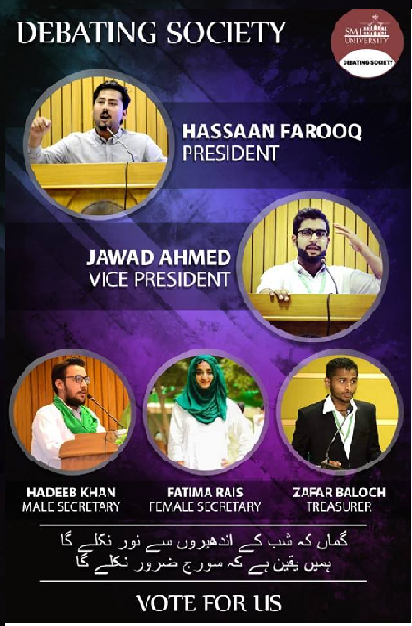 DEBATING SOCIETY
SMI
UNIVERSITY
DEBATING SOCIETY
HASSAAN FAROOQ
PRESIDENT
JAWAD AHMED
VICE PRESIDENT
HADEEB KHAN
MALE SECRETARY
FATIMA RAIS
FEMALE SECRETARY
ZAFAR BALOCH
TREASURER
گماں کہ شب کے اندھیروں سے نور نکلے گا
ہمیں یقین ہے کہ سورج ضرور نکلے گا
VOTE FOR US